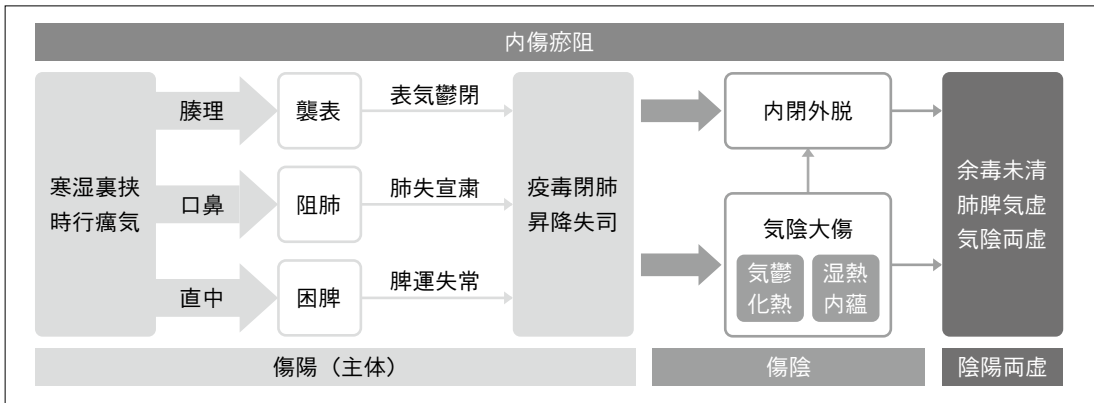 内傷瘀阻
寒湿裏挟
時行癘気
腠理
口鼻
直中
襲表
阻肺
困脾
表気鬱閉
肺失宣粛
脾運失常
疫毒閉肺
昇降失司
内閉外脱
気陰大傷
気鬱
化熱
湿熱
内蘊
余毒未清
肺脾気虚
気陰両虚
傷陽（主体）
傷陰
陰陽両虚